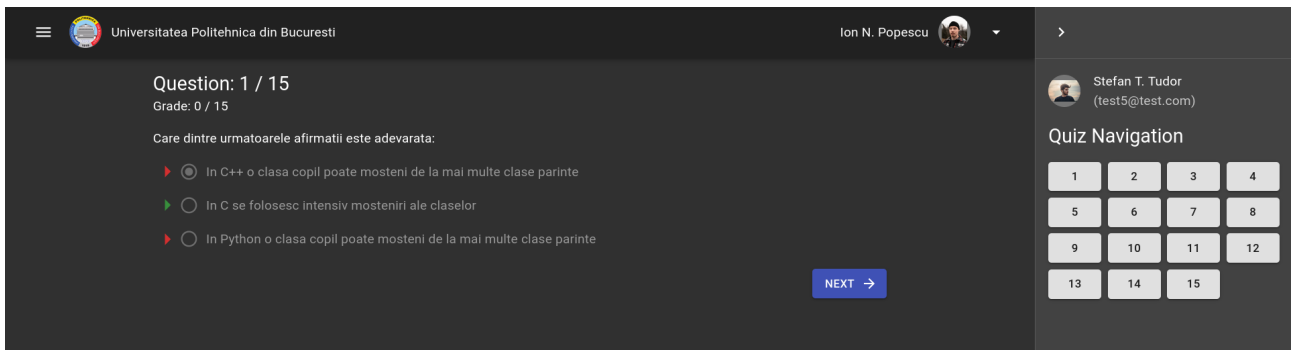 Universitatea Politehnica din Bucuresti
Ion N. Popescu
Question: 1 / 15
Grade: 0 / 15
Care dintre urmatoarele afirmatii este adevarata:
In C++ o clasa copil poate mosteni de la mai multe clase parinte
In C se folosesc intensiv mosteniri ale claselor
In Python o clasa copil poate mosteni de la mai multe clase parinte
NEXT →
Stefan T. Tudor
(test5@test.com)
Quiz Navigation
1 2 3 4
5 6 7 8
9 10 11 12
13 14 15